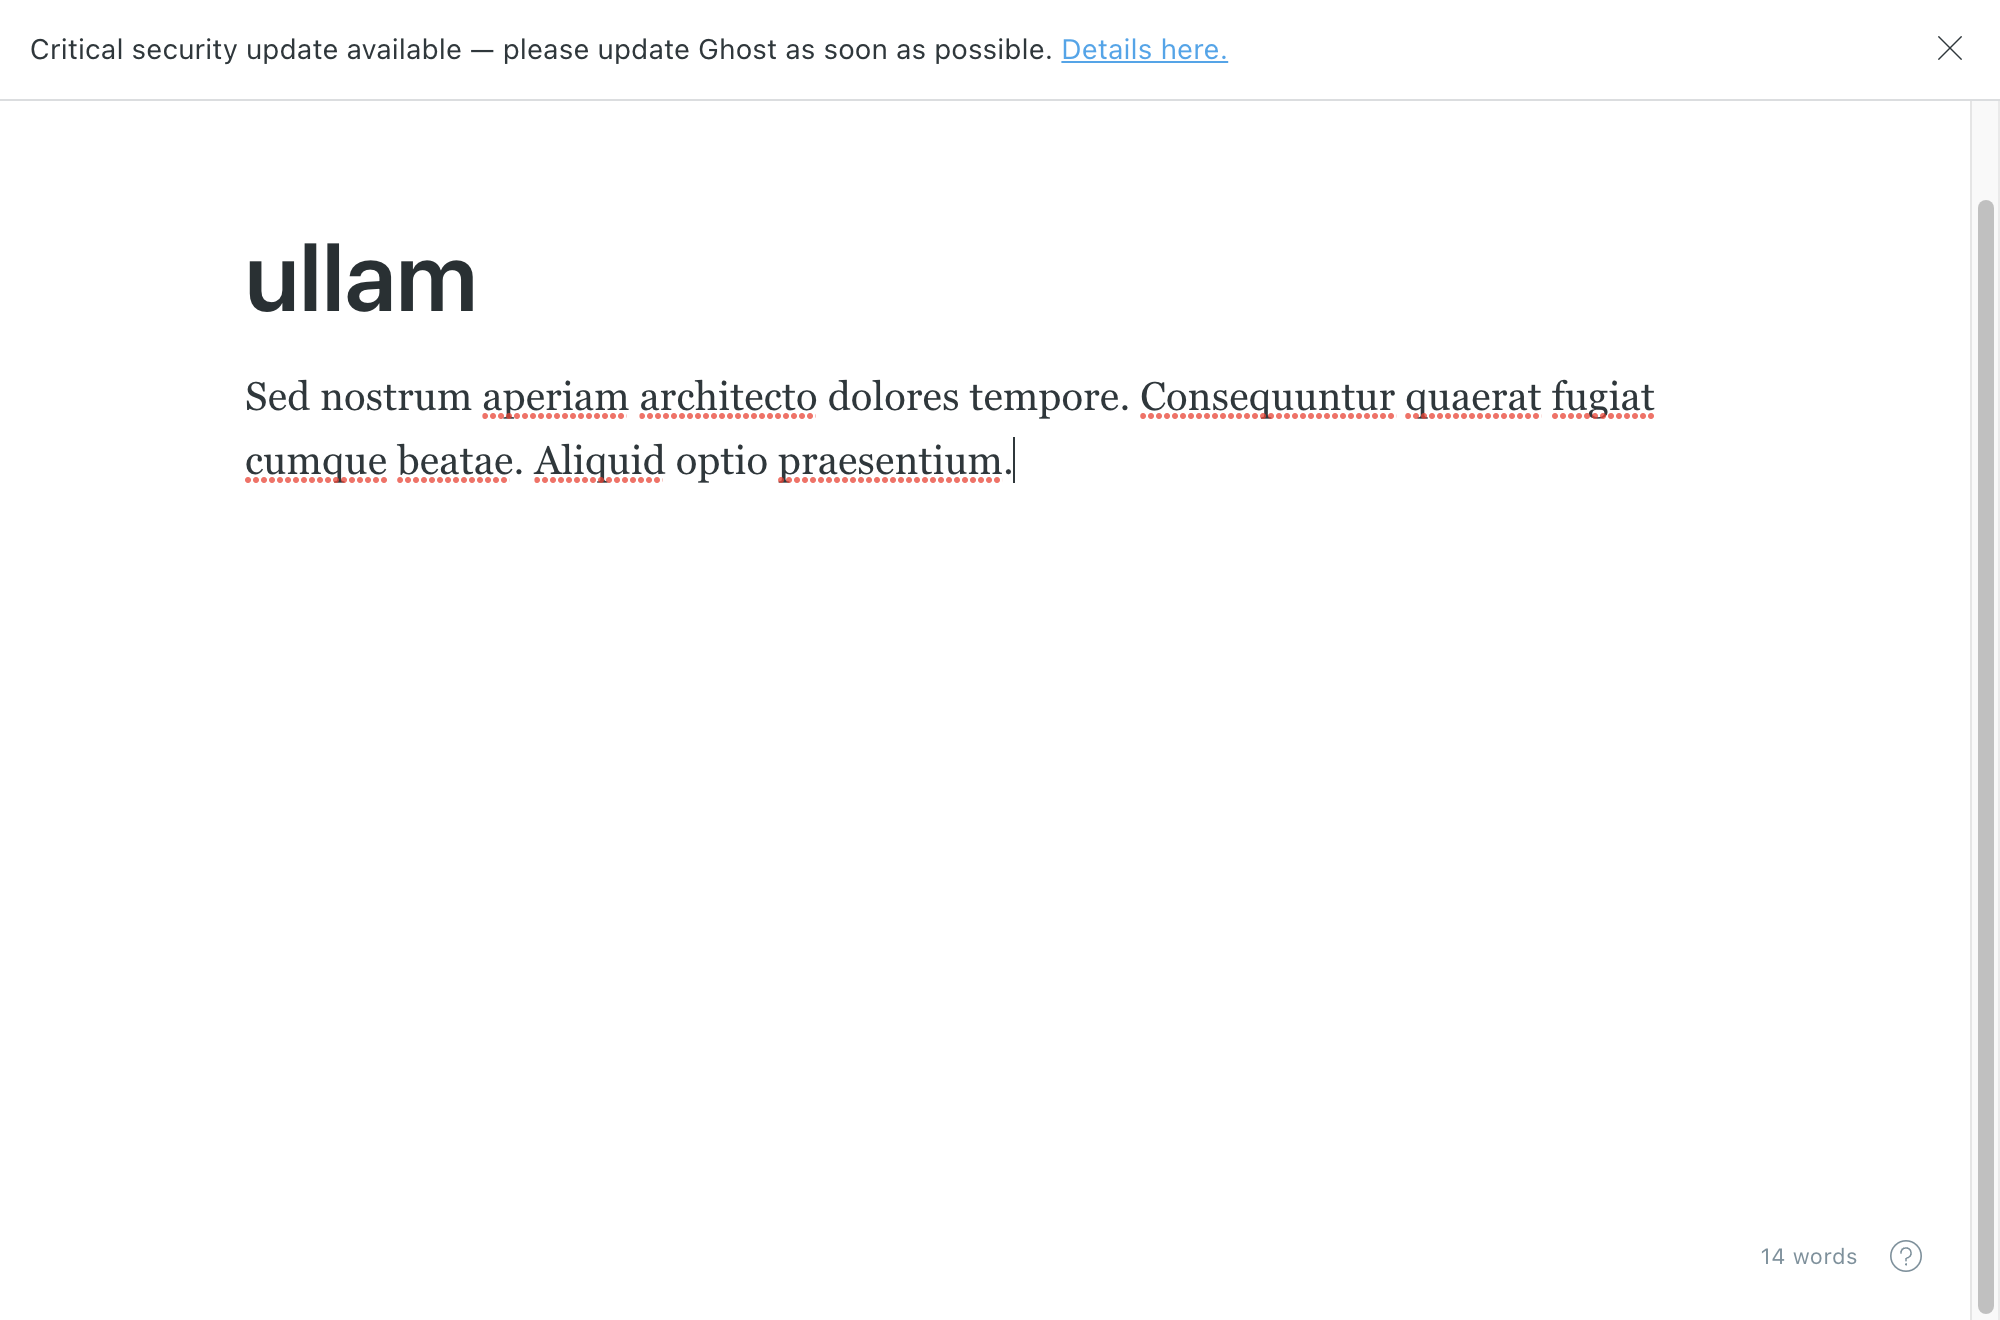 Critical security update available — please update Ghost as soon as possible. Details here.
ullam
Sed nostrum aperiam architecto dolores tempore. Consequuntur quaerat fugiat
cumque beatae. Aliquid optio praesentium.
14 words
?